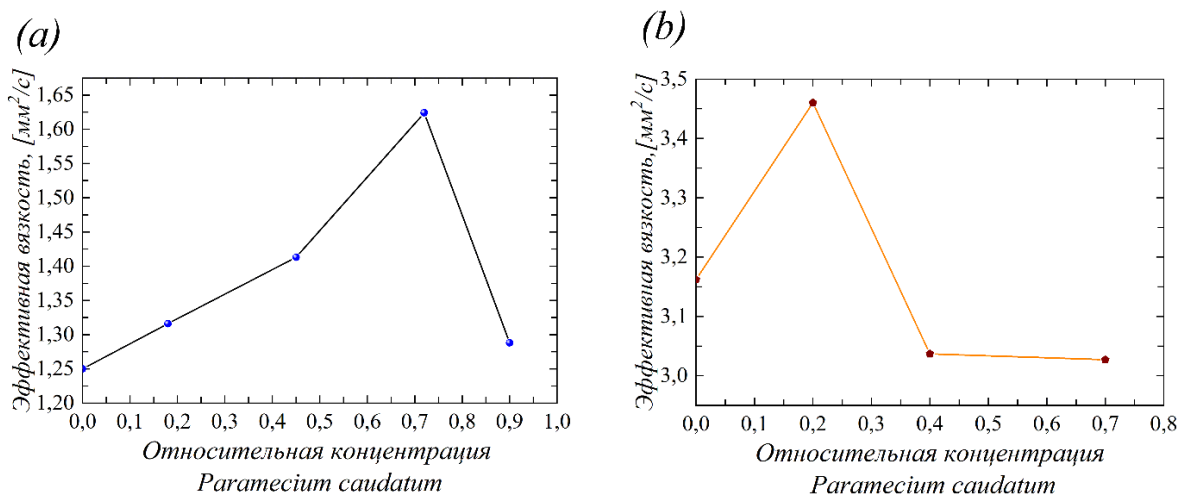 (a)
Эффективная вязкость, [мм²/с]
1,65
1,60
1,55
1,50
1,45
1,40
1,35
1,30
1,25
1,20
0,0 0,1 0,2 0,3 0,4 0,5 0,6 0,7 0,8 0,9 1,0
Относительная концентрация
Paramecium caudatum
(b)
Эффективная вязкость,[мм²/с]
3,5
3,4
3,3
3,2
3,1
3,0
0,0 0,1 0,2 0,3 0,4 0,5 0,6 0,7 0,8
Относительная концентрация
Paramecium caudatum